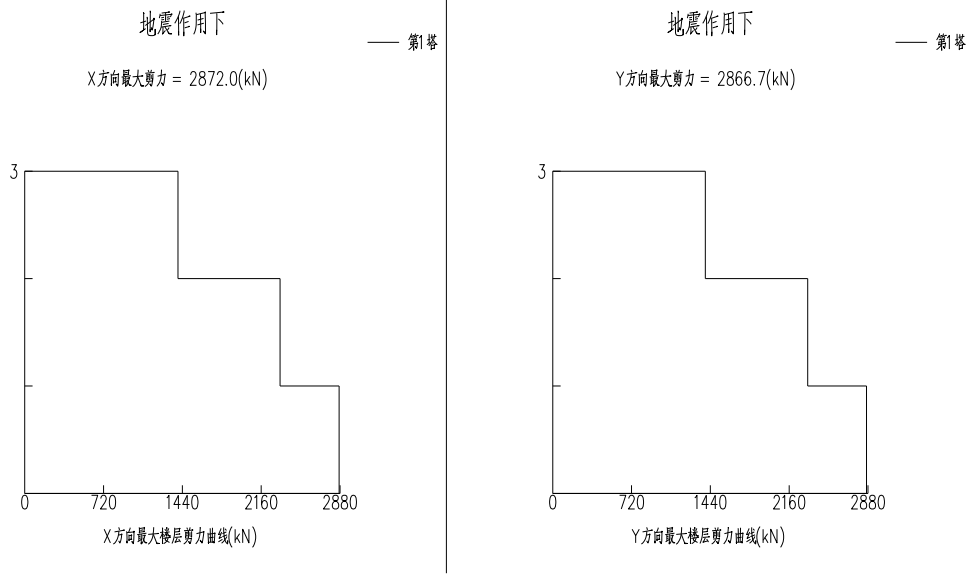 地震作用下
第1塔
X方向最大剪力 = 2872.0(kN)
3
0 720 1440 2160 2880
X方向最大楼层剪力曲线(kN)
地震作用下
第1塔
Y方向最大剪力 = 2866.7(kN)
3
0 720 1440 2160 2880
Y方向最大楼层剪力曲线(kN)